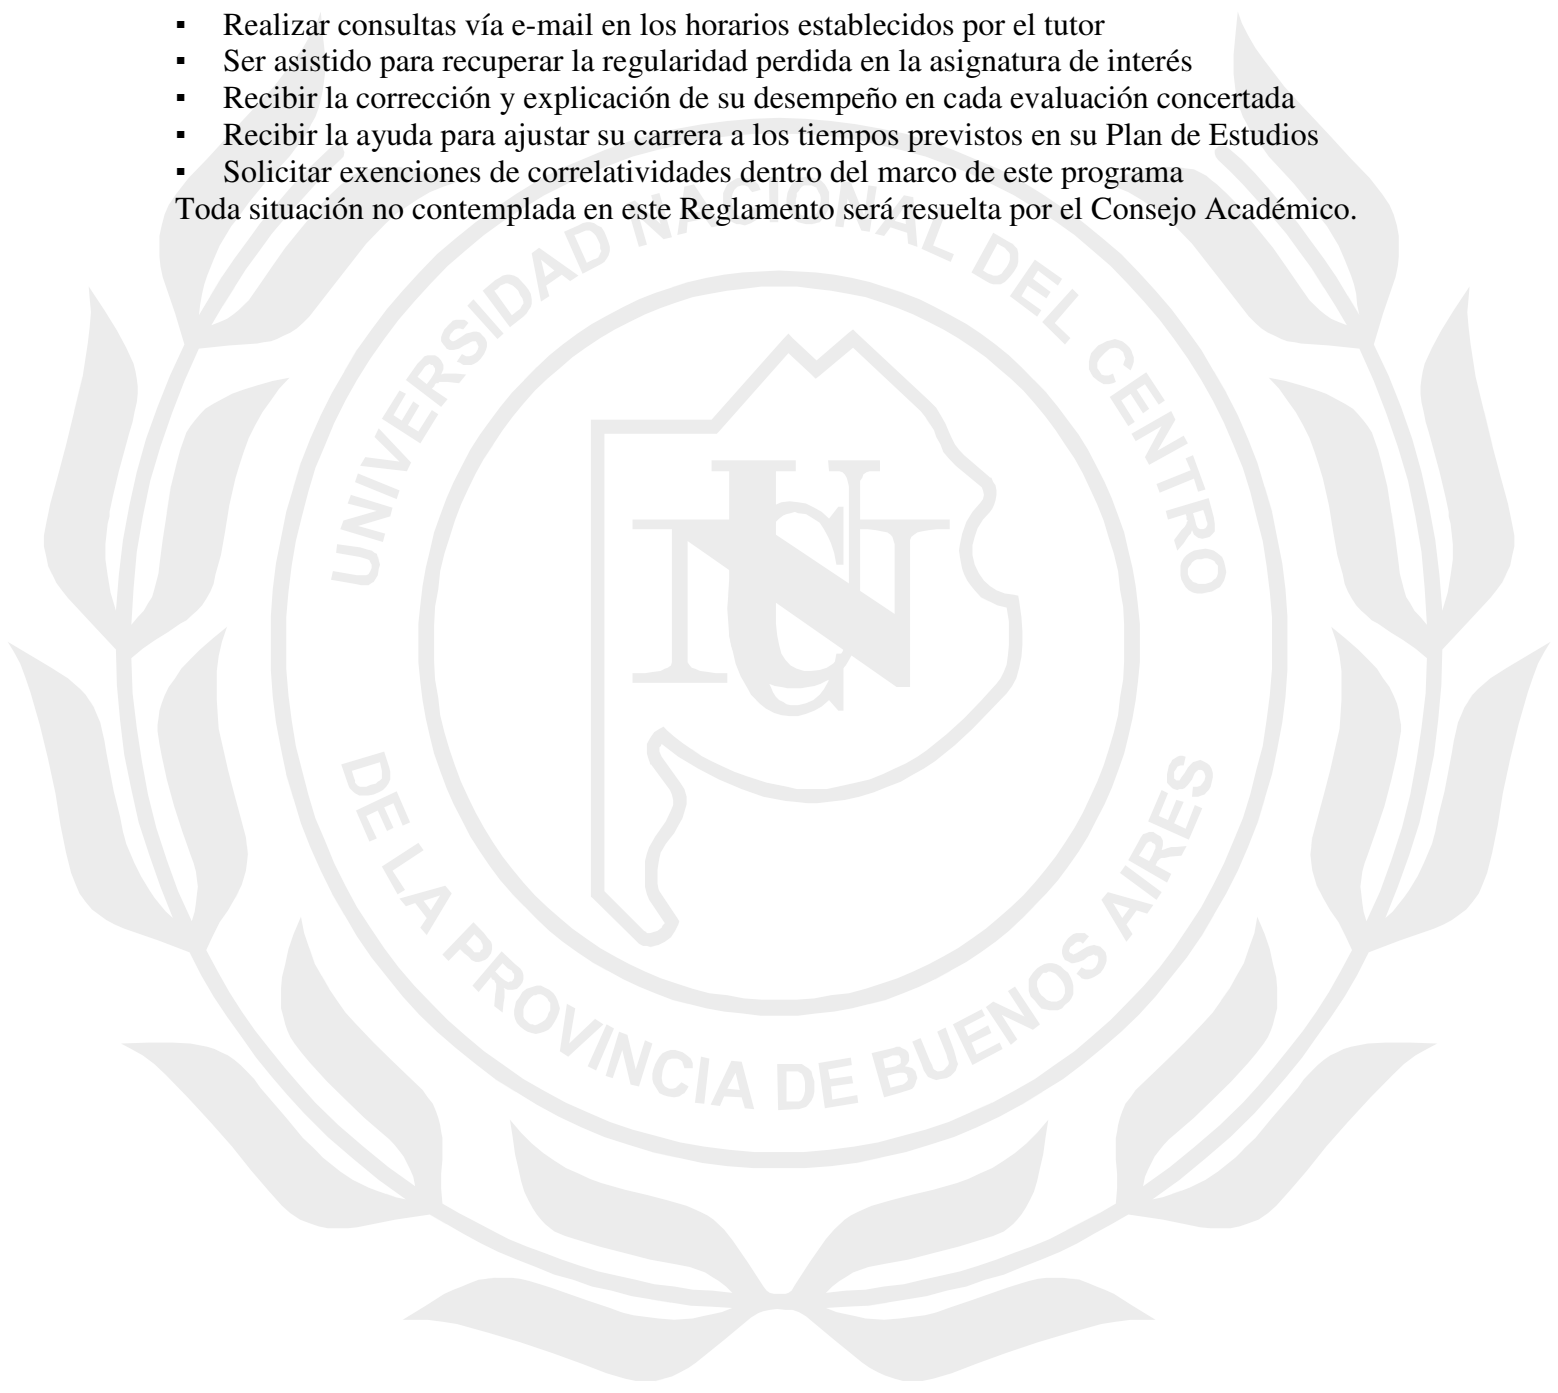 ▪ Realizar consultas vía e-mail en los horarios establecidos por el tutor
▪ Ser asistido para recuperar la regularidad perdida en la asignatura de interés
▪ Recibir la corrección y explicación de su desempeño en cada evaluación concertada
▪ Recibir la ayuda para ajustar su carrera a los tiempos previstos en su Plan de Estudios
▪ Solicitar exenciones de correlatividades dentro del marco de este programa
Toda situación no contemplada en este Reglamento será resuelta por el Consejo Académico.
UNIVERSIDAD NACIONAL DEL CENTRO
UNC
DE LA PROVINCIA DE BUENOS AIRES